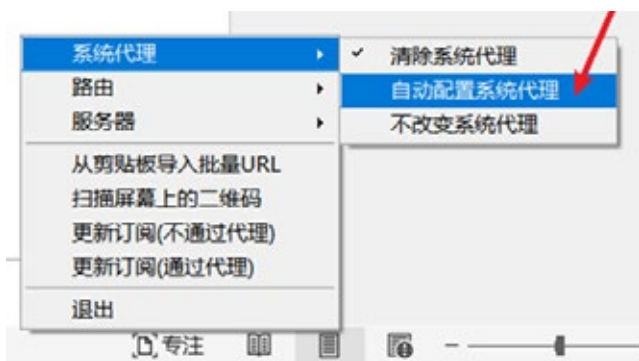 系统代理
清除系统代理
路由
自动配置系统代理
服务器
不改变系统代理
从剪贴板导入批量URL
扫描屏幕上的二维码
更新订阅(不通过代理)
更新订阅(通过代理)
退出
专注